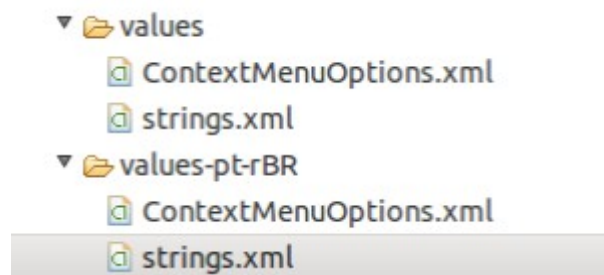 values
ContextMenuOptions.xml
strings.xml
values-pt-rBR
ContextMenuOptions.xml
strings.xml